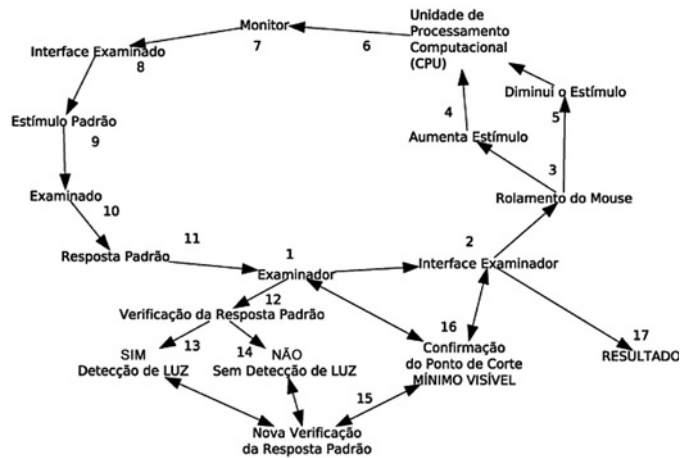 Unidade de
Processamento
Computacional
(CPU)
Monitor
6
7
Interface Examinado
8
Diminui o Estímulo
Estímulo Padrão
4
5
9
Aumenta Estímulo
3
Examinado
Rolamento do Mouse
10
11
1
2
Resposta Padrão
Examinador
Interface Examinador
12
Verificação da Resposta Padrão
16
17
13
14
SIM
Detecção de LUZ
NÃO
Sem Detecção de LUZ
Confirmação
do Ponto de Corte
MÍNIMO VISÍVEL
RESULTADO
15
Nova Verificação
da Resposta Padrão